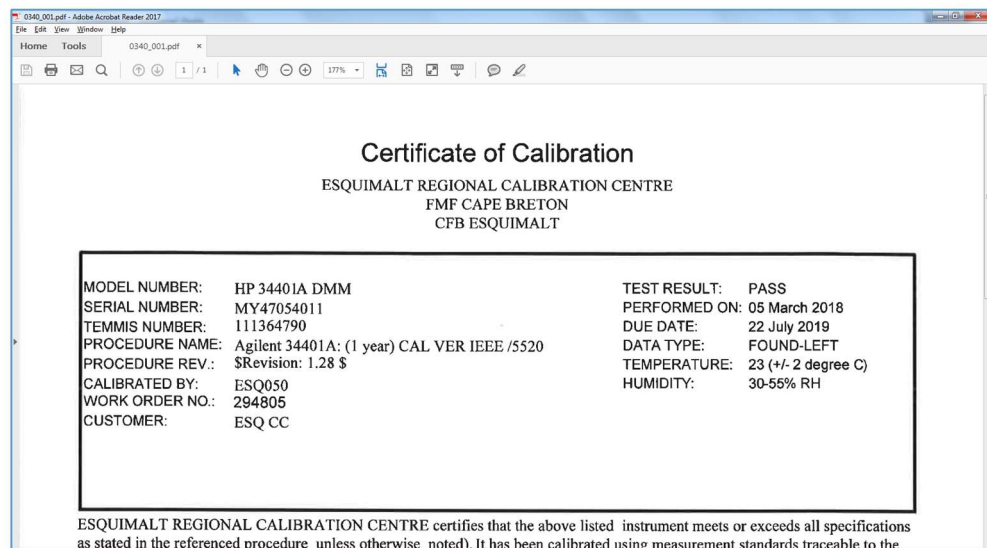 0340_001.pdf - Adobe Acrobat Reader 2017
File Edit View Window Help
Home Tools 0340_001.pdf ×
1 / 1 177%
Certificate of Calibration
ESQUIMALT REGIONAL CALIBRATION CENTRE
FMF CAPE BRETON
CFB ESQUIMALT
MODEL NUMBER: HP 34401A DMM
SERIAL NUMBER: MY47054011
TEMMIS NUMBER: 111364790
PROCEDURE NAME: Agilent 34401A: (1 year) CAL VER IEEE /5520
PROCEDURE REV.: $Revision: 1.28 $
CALIBRATED BY: ESQ050
WORK ORDER NO.: 294805
CUSTOMER: ESQ CC
TEST RESULT: PASS
PERFORMED ON: 05 March 2018
DUE DATE: 22 July 2019
DATA TYPE: FOUND-LEFT
TEMPERATURE: 23 (+/- 2 degree C)
HUMIDITY: 30-55% RH
ESQUIMALT REGIONAL CALIBRATION CENTRE certifies that the above listed instrument meets or exceeds all specifications
as stated in the referenced procedure unless otherwise noted). It has been calibrated using measurement standards traceable to the